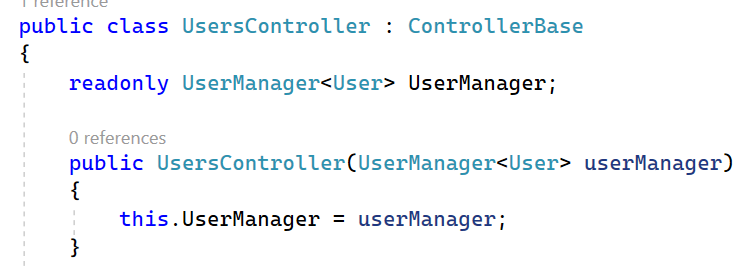 1 reference
public class UsersController : ControllerBase
{
readonly UserManager<User> UserManager;
0 references
public UsersController(UserManager<User> userManager)
{
this.UserManager = userManager;
}